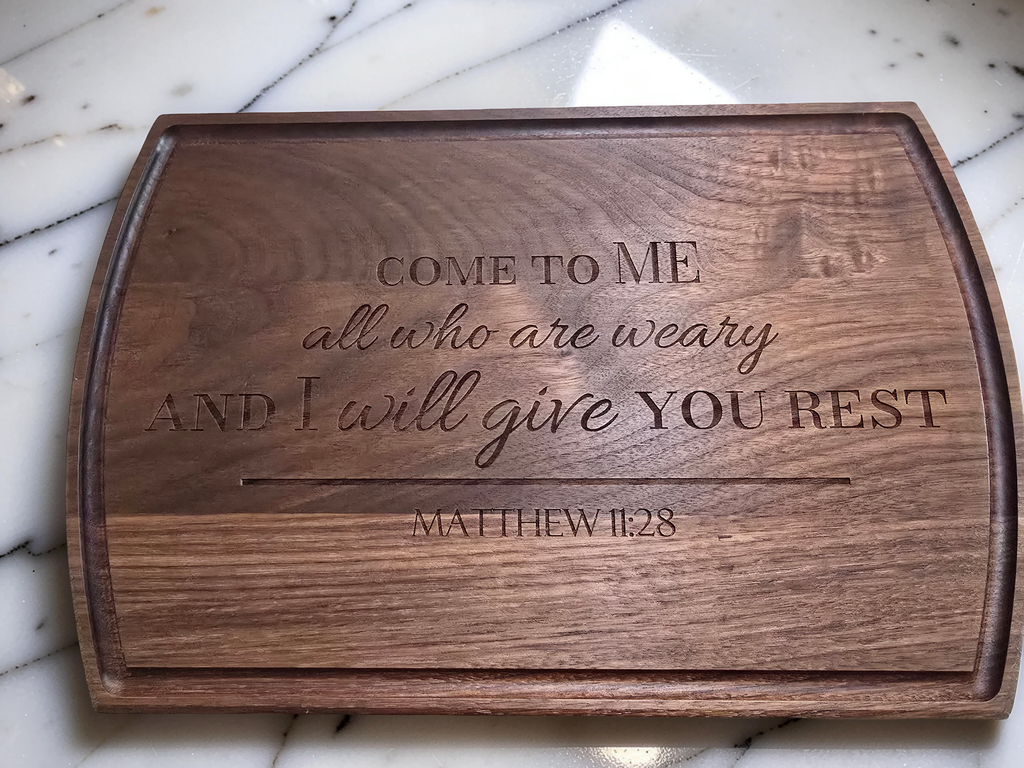 COME TO ME
all who are weary
AND I will give YOU REST
MATTHEW 11:28